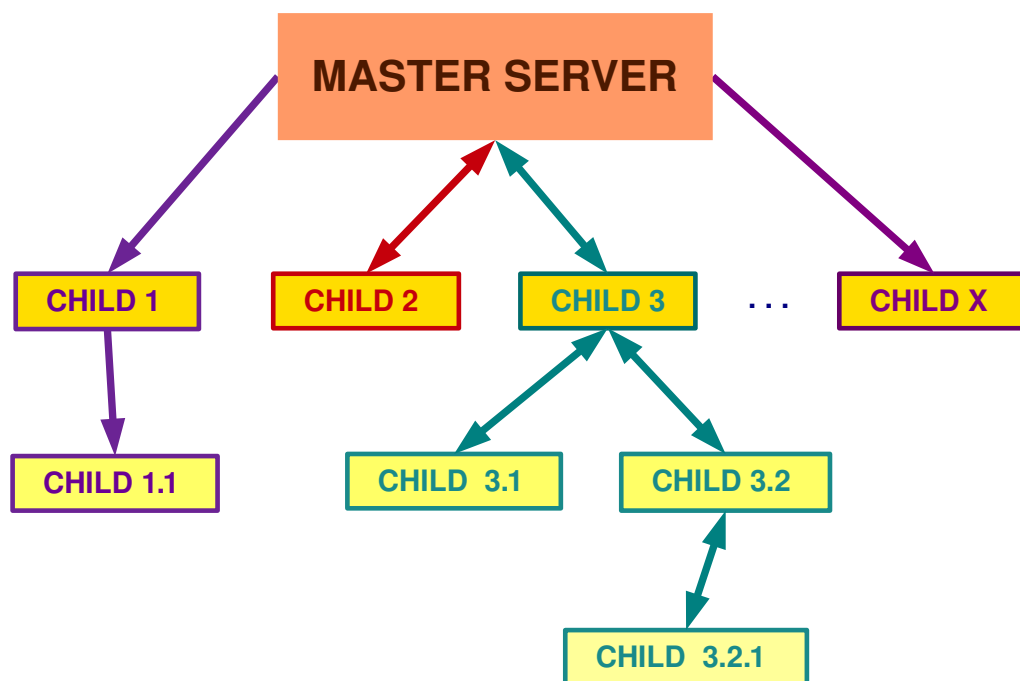 MASTER SERVER
CHILD 1
CHILD 2
CHILD 3
. . .
CHILD X
CHILD 1.1
CHILD 3.1
CHILD 3.2
CHILD 3.2.1